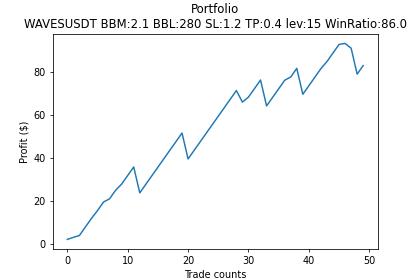 Portfolio
WAVESUSDT BBM:2.1 BBL:280 SL:1.2 TP:0.4 lev:15 WinRatio:86.0
Profit ($)
80
60
40
20
0
0 10 20 30 40 50
Trade counts